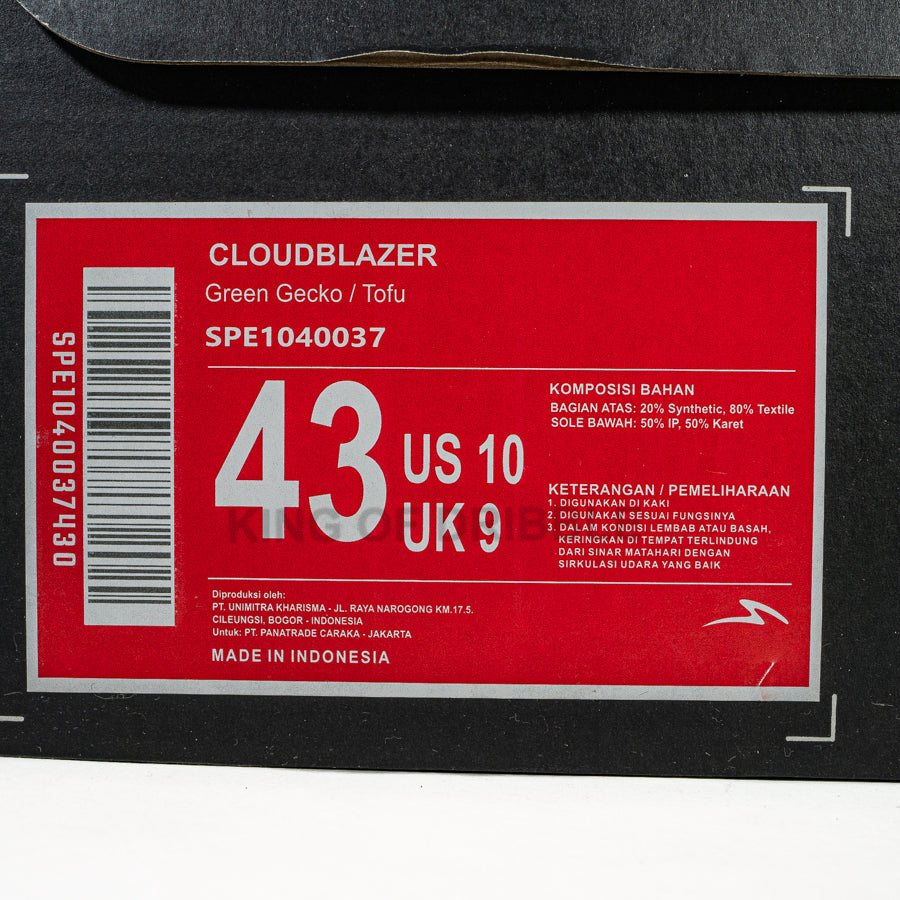 CLOUDBLAZER
Green Gecko / Tofu
SPE1040037
SPE1040037430
43
US 10
UK 9
KOMPOSISI BAHAN
BAGIAN ATAS: 20% Synthetic, 80% Textile
SOLE BAWAH: 50% IP, 50% Karet
KETERANGAN / PEMELIHARAAN
1. DIGUNAKAN DI KAKI
2. DIGUNAKAN SESUAI FUNGSINYA
3. DALAM KONDISI LEMBAB ATAU BASAH,
KERINGKAN DI TEMPAT TERLINDUNG
DARI SINAR MATAHARI DENGAN
SIRKULASI UDARA YANG BAIK
KING OF
Diproduksi oleh:
PT. UNIMITRA KHARISMA - JL. RAYA NAROGONG KM.17.5.
CILEUNGSI, BOGOR - INDONESIA
Untuk: PT. PANATRADE CARAKA - JAKARTA
MADE IN INDONESIA